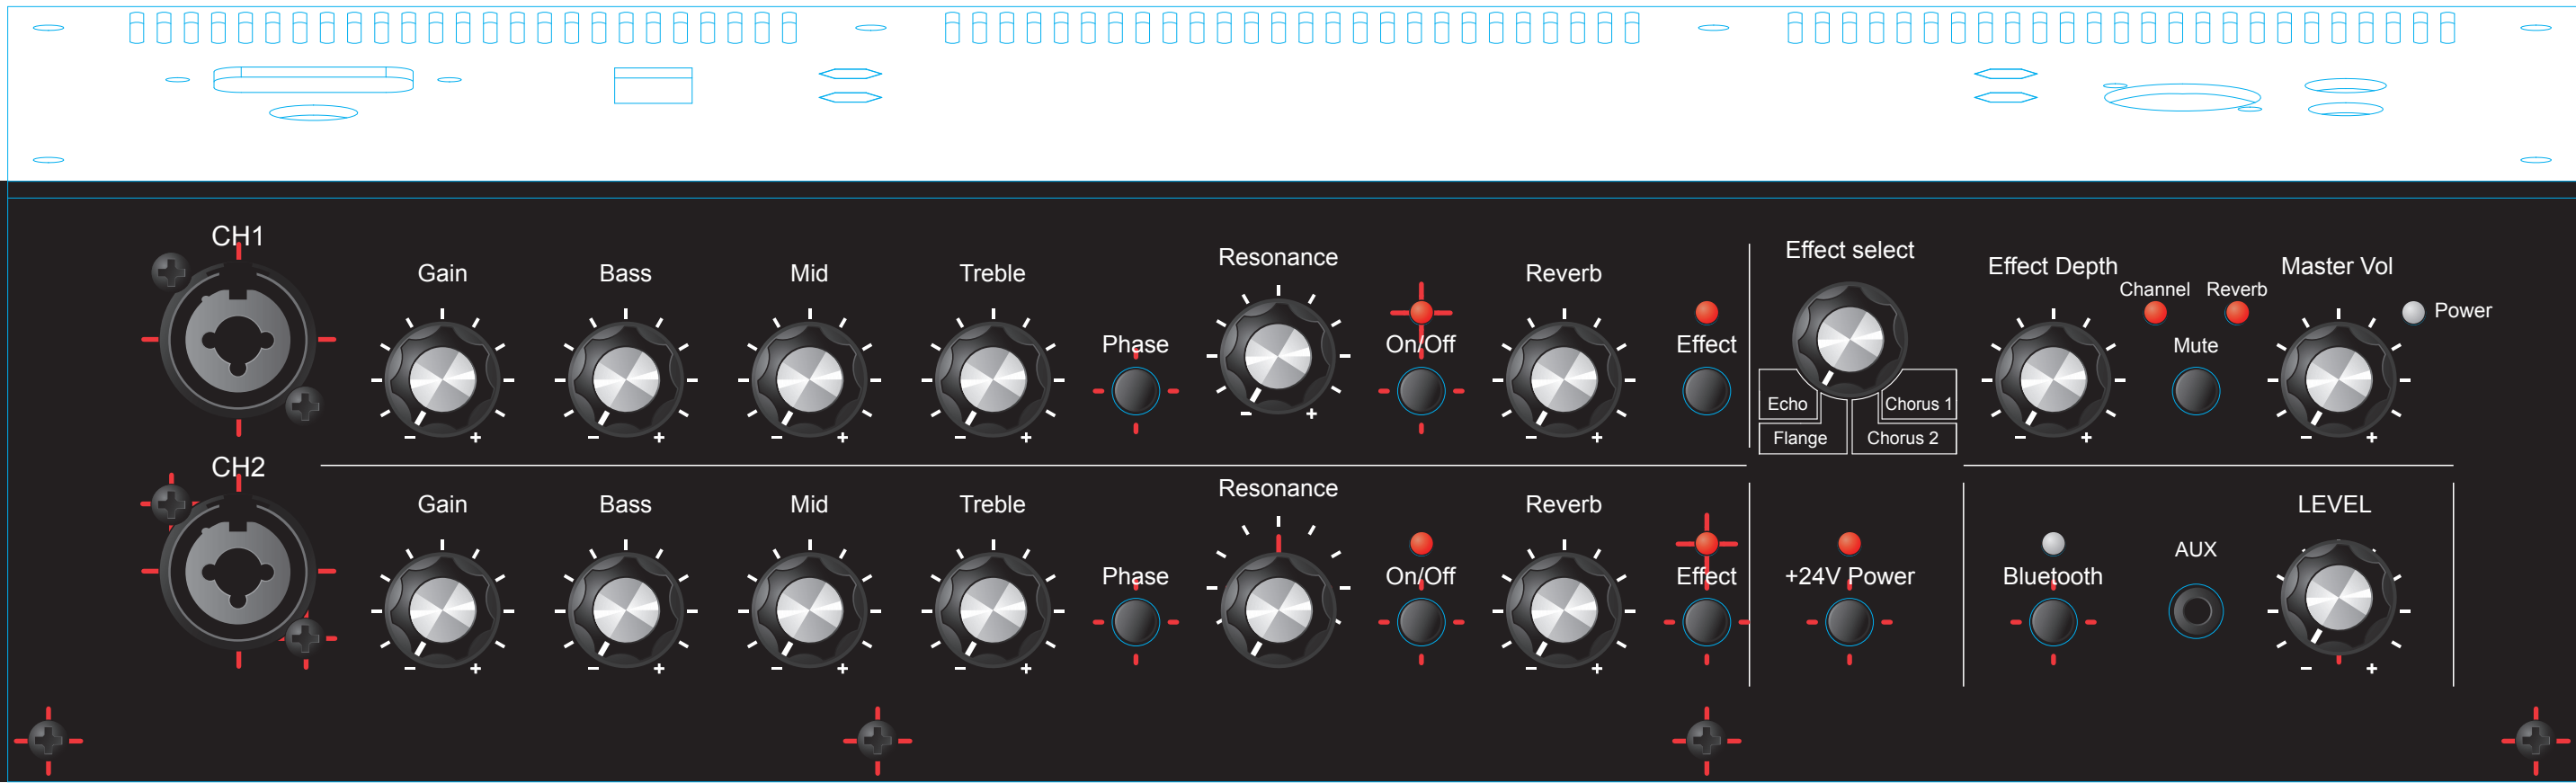 CH1
Gain
Bass
Mid
Treble
Phase
Resonance
On/Off
Reverb
Effect
Effect select
Echo
Flange
Chorus 1
Chorus 2
Effect Depth
Channel
Reverb
Mute
Master Vol
Power
- +
- +
- +
- +
- +
- +
- +
- +
CH2
Gain
Bass
Mid
Treble
Phase
Resonance
On/Off
Reverb
Effect
+24V Power
Bluetooth
AUX
LEVEL
- +
- +
- +
- +
- +
- +